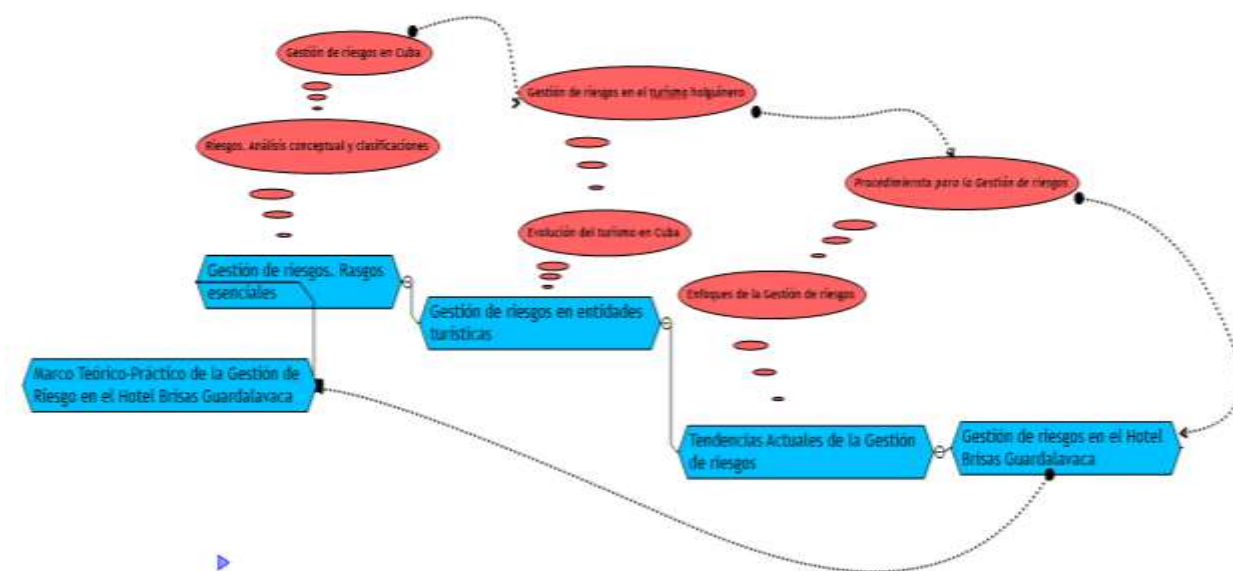 Gestión de riesgos en Cuba
Gestión de riesgos en el turismo holguinero
Riesgos. Análisis conceptual y clasificaciones
Procedimiensta para la Gestión de riesgos
Evolución del turismo en Cuba
Gestión de riesgos. Rasgos
esenciales
Enfoques de la Gestión de riesgos
Gestión de riesgos en entidades
turísticas
Marco Teórico-Práctico de la Gestión de
Riesgo en el Hotel Brisas Guardalavaca
Tendencias Actuales de la Gestión
de riesgos
Gestión de riesgos en el Hotel
Brisas Guardalavaca